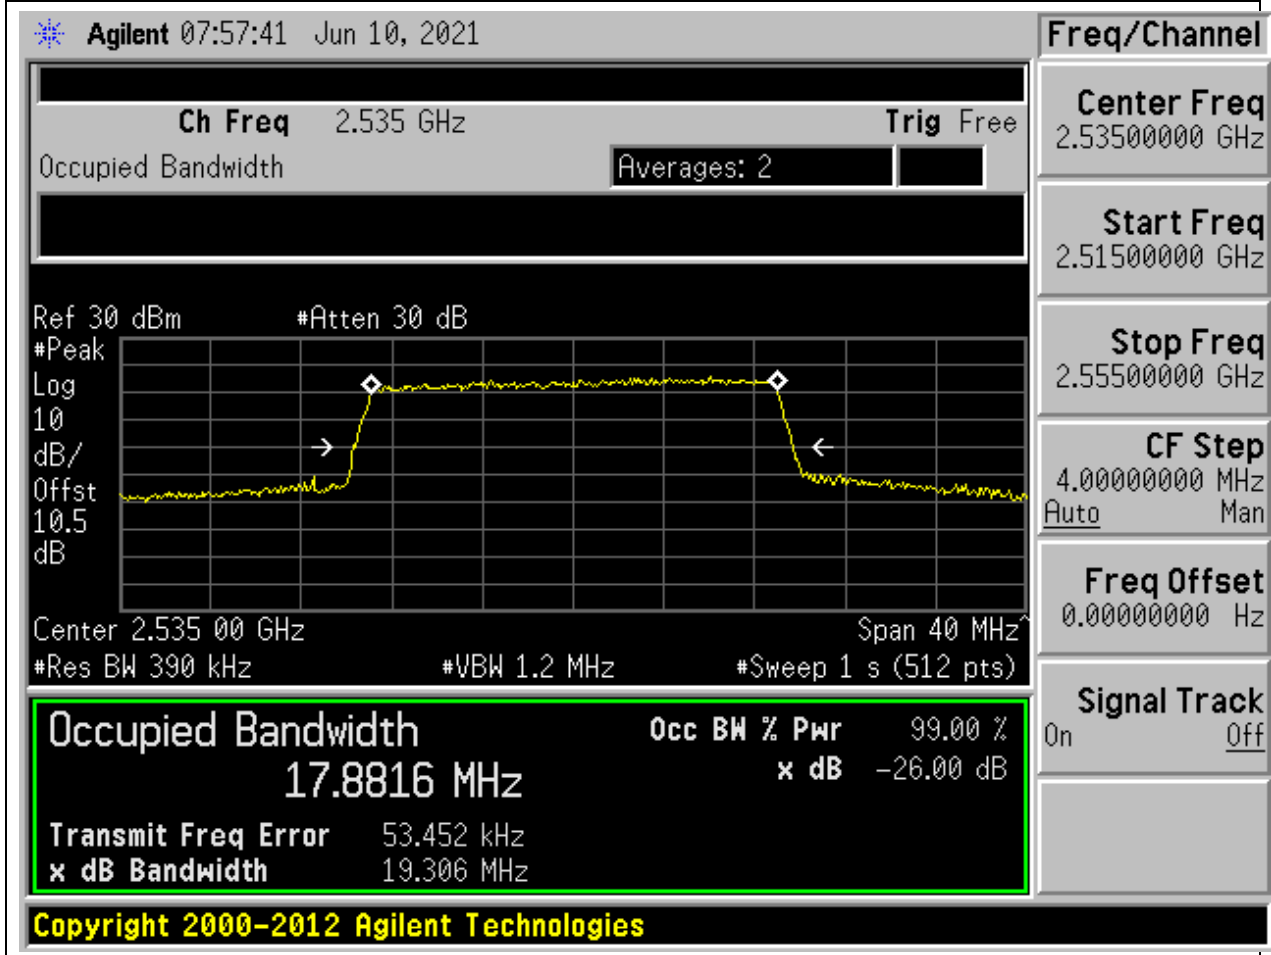 Agilent 07:57:41 Jun 10, 2021
Freq/Channel
Ch Freq 2.535 GHz Trig Free
Occupied Bandwidth Averages: 2
Ref 30 dBm #Atten 30 dB
#Peak
Log
10
dB/
Offst
10.5
dB
Center 2.535 00 GHz Span 40 MHz^
#Res BW 390 kHz #VBW 1.2 MHz #Sweep 1 s (512 pts)
Occupied Bandwidth Occ BW % Pwr 99.00 %
17.8816 MHz x dB -26.00 dB
Transmit Freq Error 53.452 kHz
x dB Bandwidth 19.306 MHz
Center Freq
2.53500000 GHz
Start Freq
2.51500000 GHz
Stop Freq
2.55500000 GHz
CF Step
4.00000000 MHz
Auto Man
Freq Offset
0.00000000 Hz
Signal Track
On Off
Copyright 2000-2012 Agilent Technologies